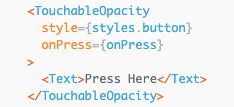 <TouchableOpacity
  style={styles.button}
  onPress={onPress}
>
  <Text>Press Here</Text>
</TouchableOpacity>